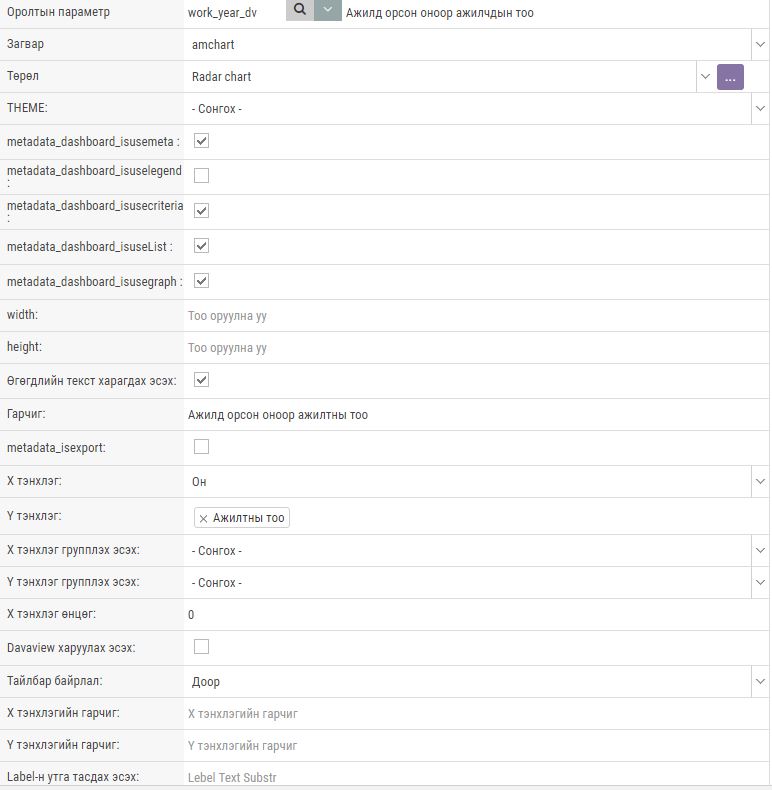 Оролтын параметр work_year_dv Ажилд орсон оноор ажилчдын тоо
Загвар amchart
Төрөл Radar chart ...
THEME: - Сонгох -
metadata_dashboard_isusemeta :
metadata_dashboard_isuselegend
:
metadata_dashboard_isusecriteria
:
metadata_dashboard_isuseList :
metadata_dashboard_isusegraph :
width: Тоо оруулна уу
height: Тоо оруулна уу
Өгөгдлийн текст харагдах эсэх:
Гарчиг: Ажилд орсон оноор ажилтны тоо
metadata_isexport:
X тэнхлэг: Он
Y тэнхлэг: × Ажилтны тоо
X тэнхлэг групплэх эсэх: - Сонгох -
Y тэнхлэг групплэх эсэх: - Сонгох -
X тэнхлэг өнцөг: 0
Davaview харуулах эсэх:
Тайлбар байрлал: Доор
X тэнхлэгийн гарчиг: X тэнхлэгийн гарчиг
Y тэнхлэгийн гарчиг: Y тэнхлэгийн гарчиг
Label-н утга тасдах эсэх: Lebel Text Substr